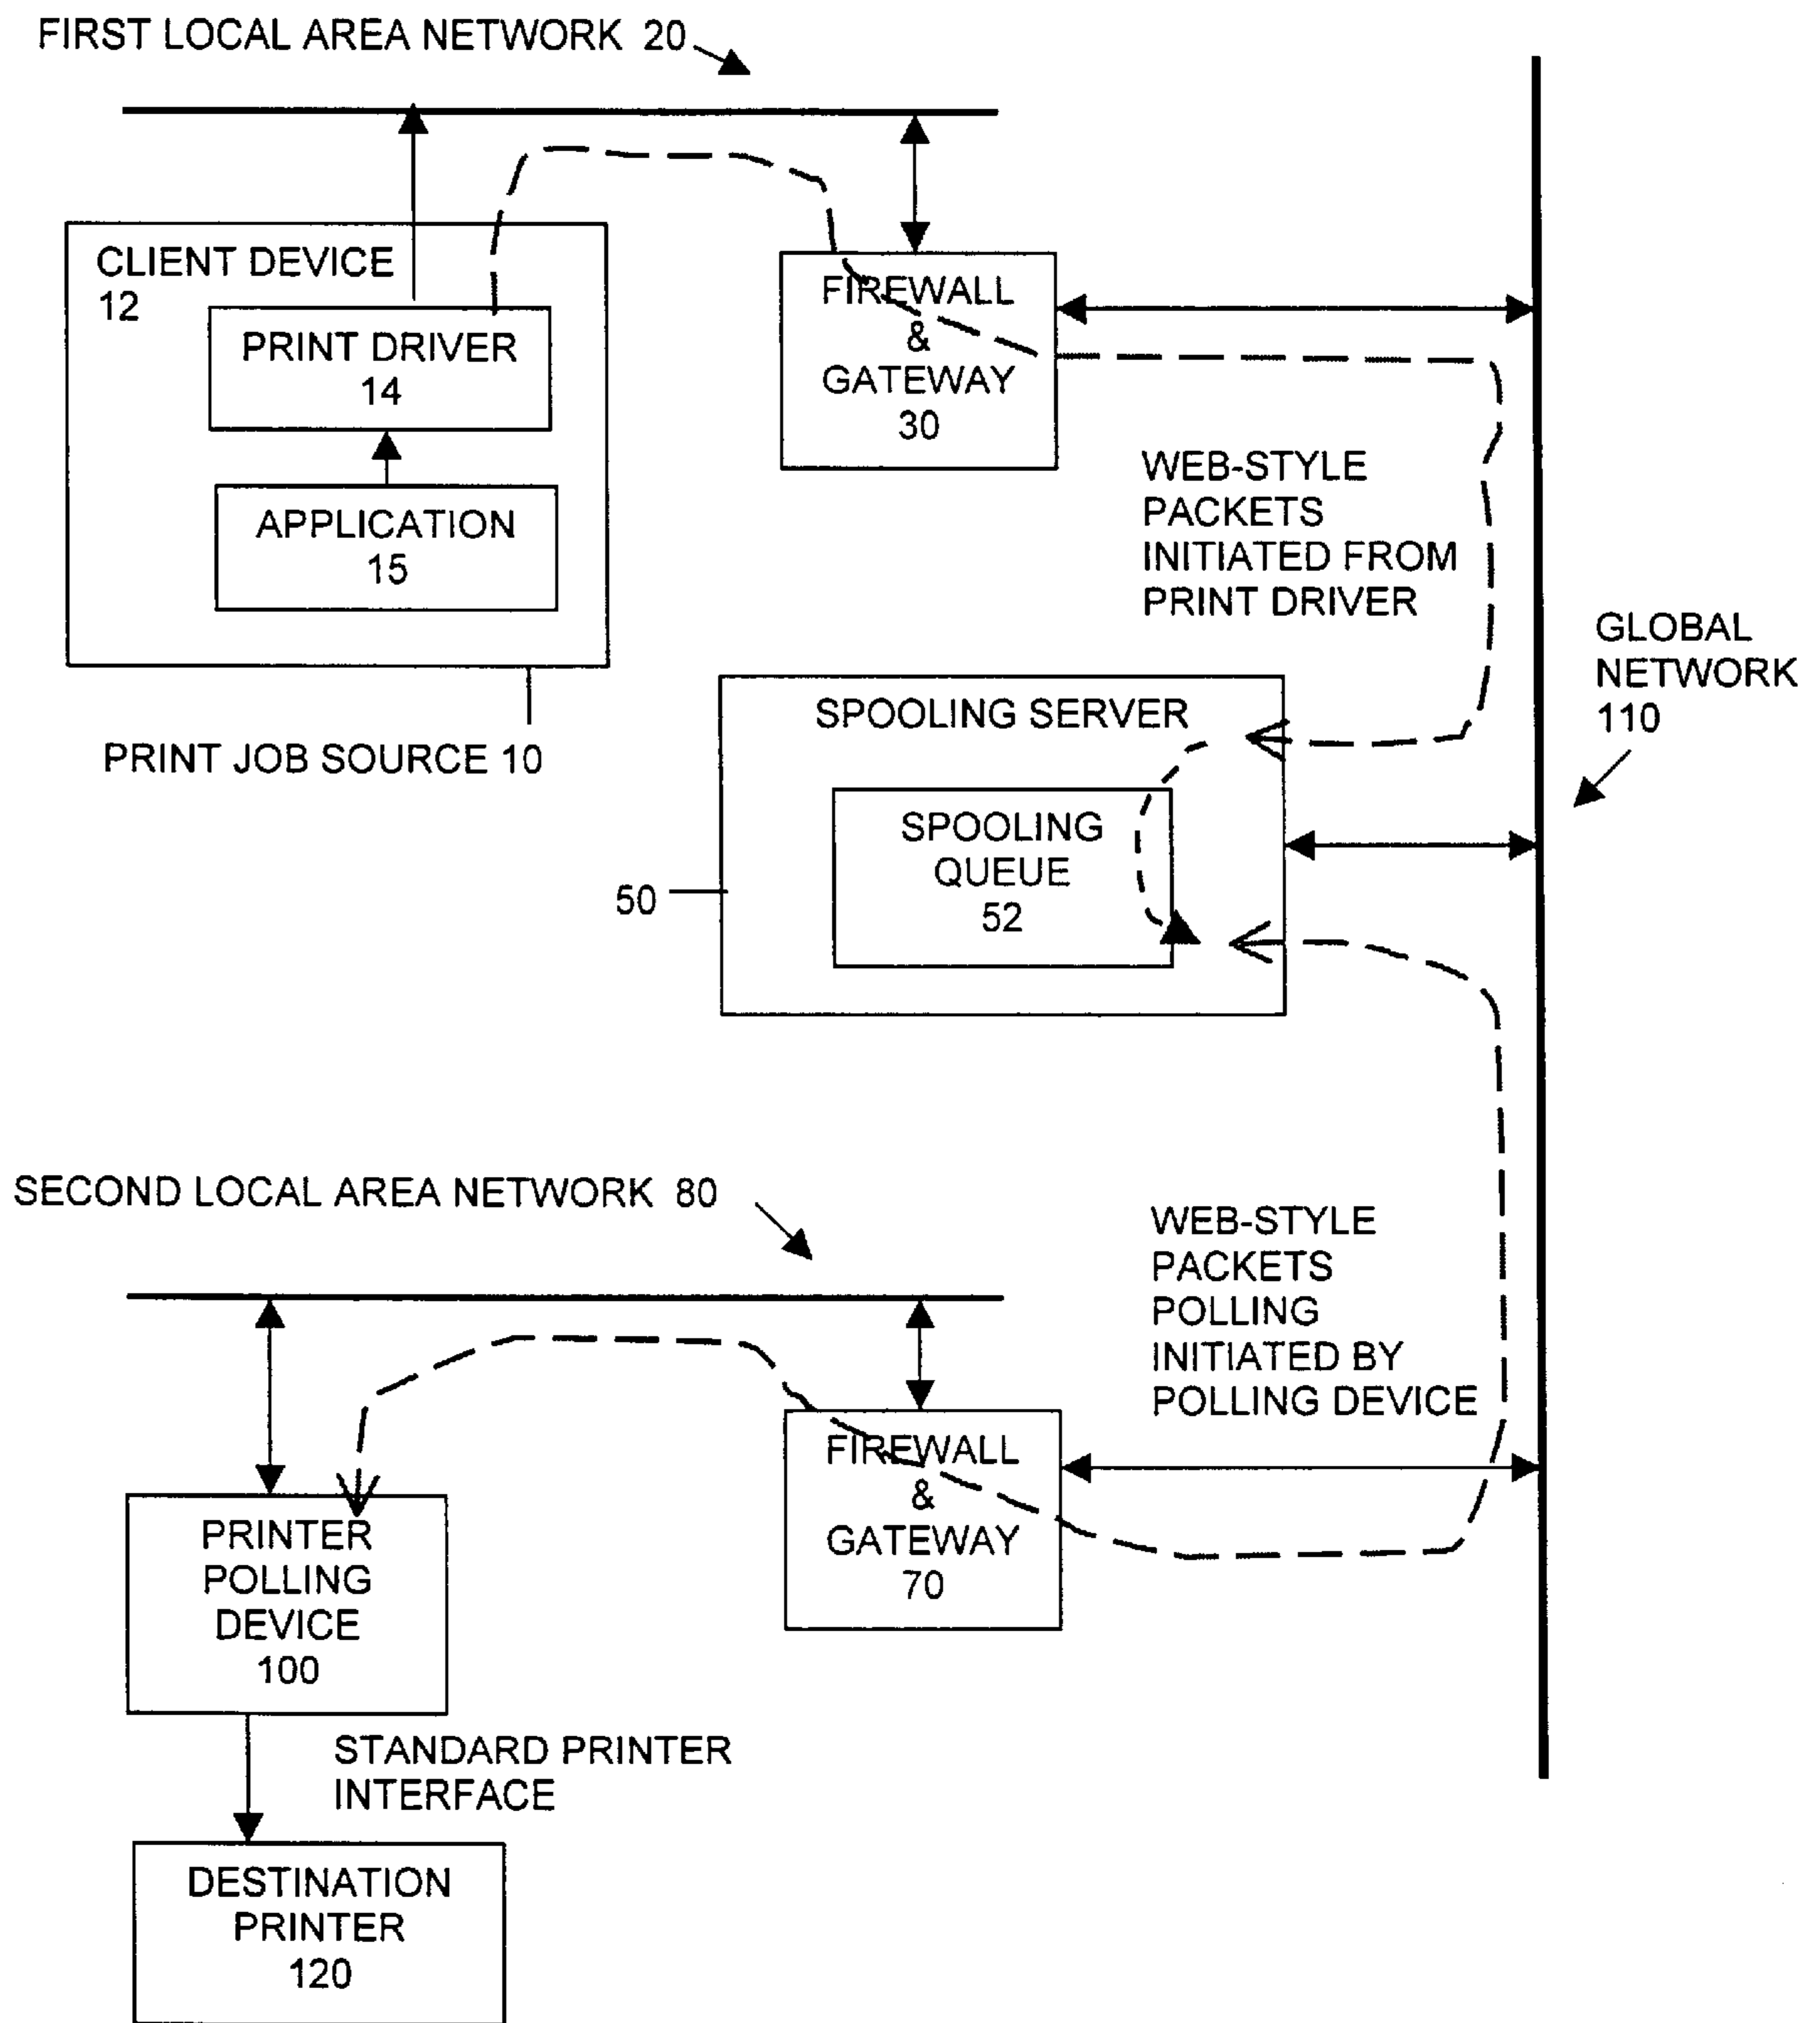 FIRST LOCAL AREA NETWORK 20
CLIENT DEVICE
12
PRINT DRIVER
14
APPLICATION
15
PRINT JOB SOURCE 10
FIREWALL
&
GATEWAY
30
WEB-STYLE
PACKETS
INITIATED FROM
PRINT DRIVER
GLOBAL
NETWORK
110
SPOOLING SERVER
SPOOLING
QUEUE
52
50
SECOND LOCAL AREA NETWORK 80
WEB-STYLE
PACKETS
POLLING
INITIATED BY
POLLING DEVICE
FIREWALL
&
GATEWAY
70
PRINTER
POLLING
DEVICE
100
STANDARD PRINTER
INTERFACE
DESTINATION
PRINTER
120